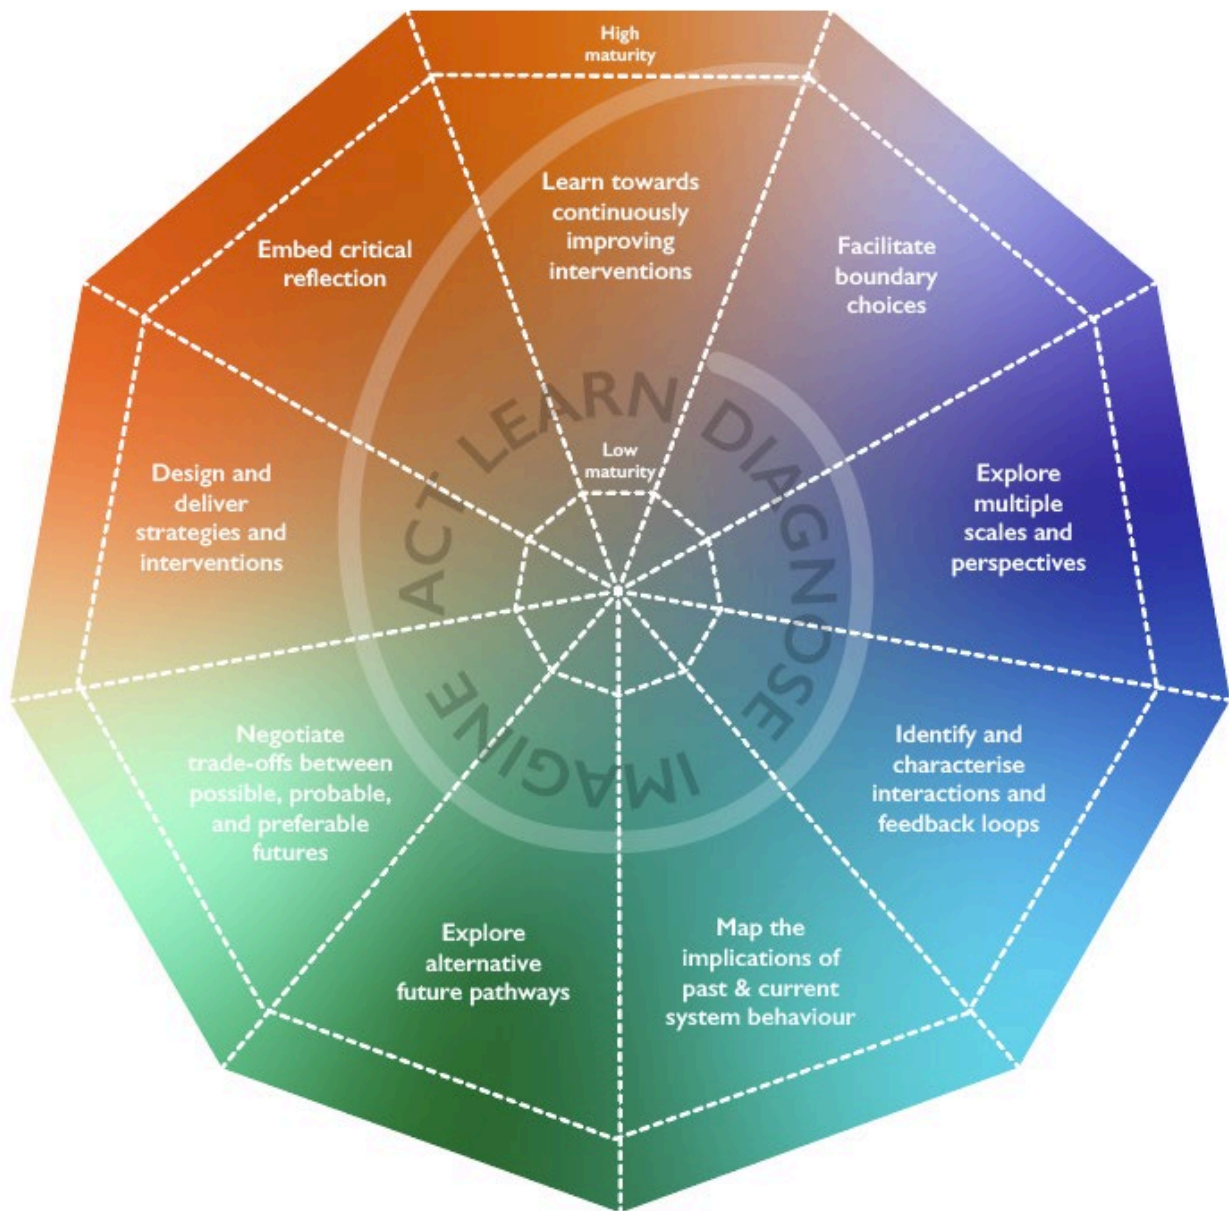 High
maturity
Learn towards
continuously
improving
interventions
Facilitate
boundary
choices
Explore
multiple
scales and
perspectives
Identify and
characterise
interactions and
feedback loops
Map the
implications of
past & current
system behaviour
Explore
alternative
future pathways
Negotiate
trade-offs between
possible, probable,
and preferable
futures
Design and
deliver
strategies and
interventions
Embed critical
reflection
Low
maturity
DIAGNOSE
IMAGINE
ACT
LEARN